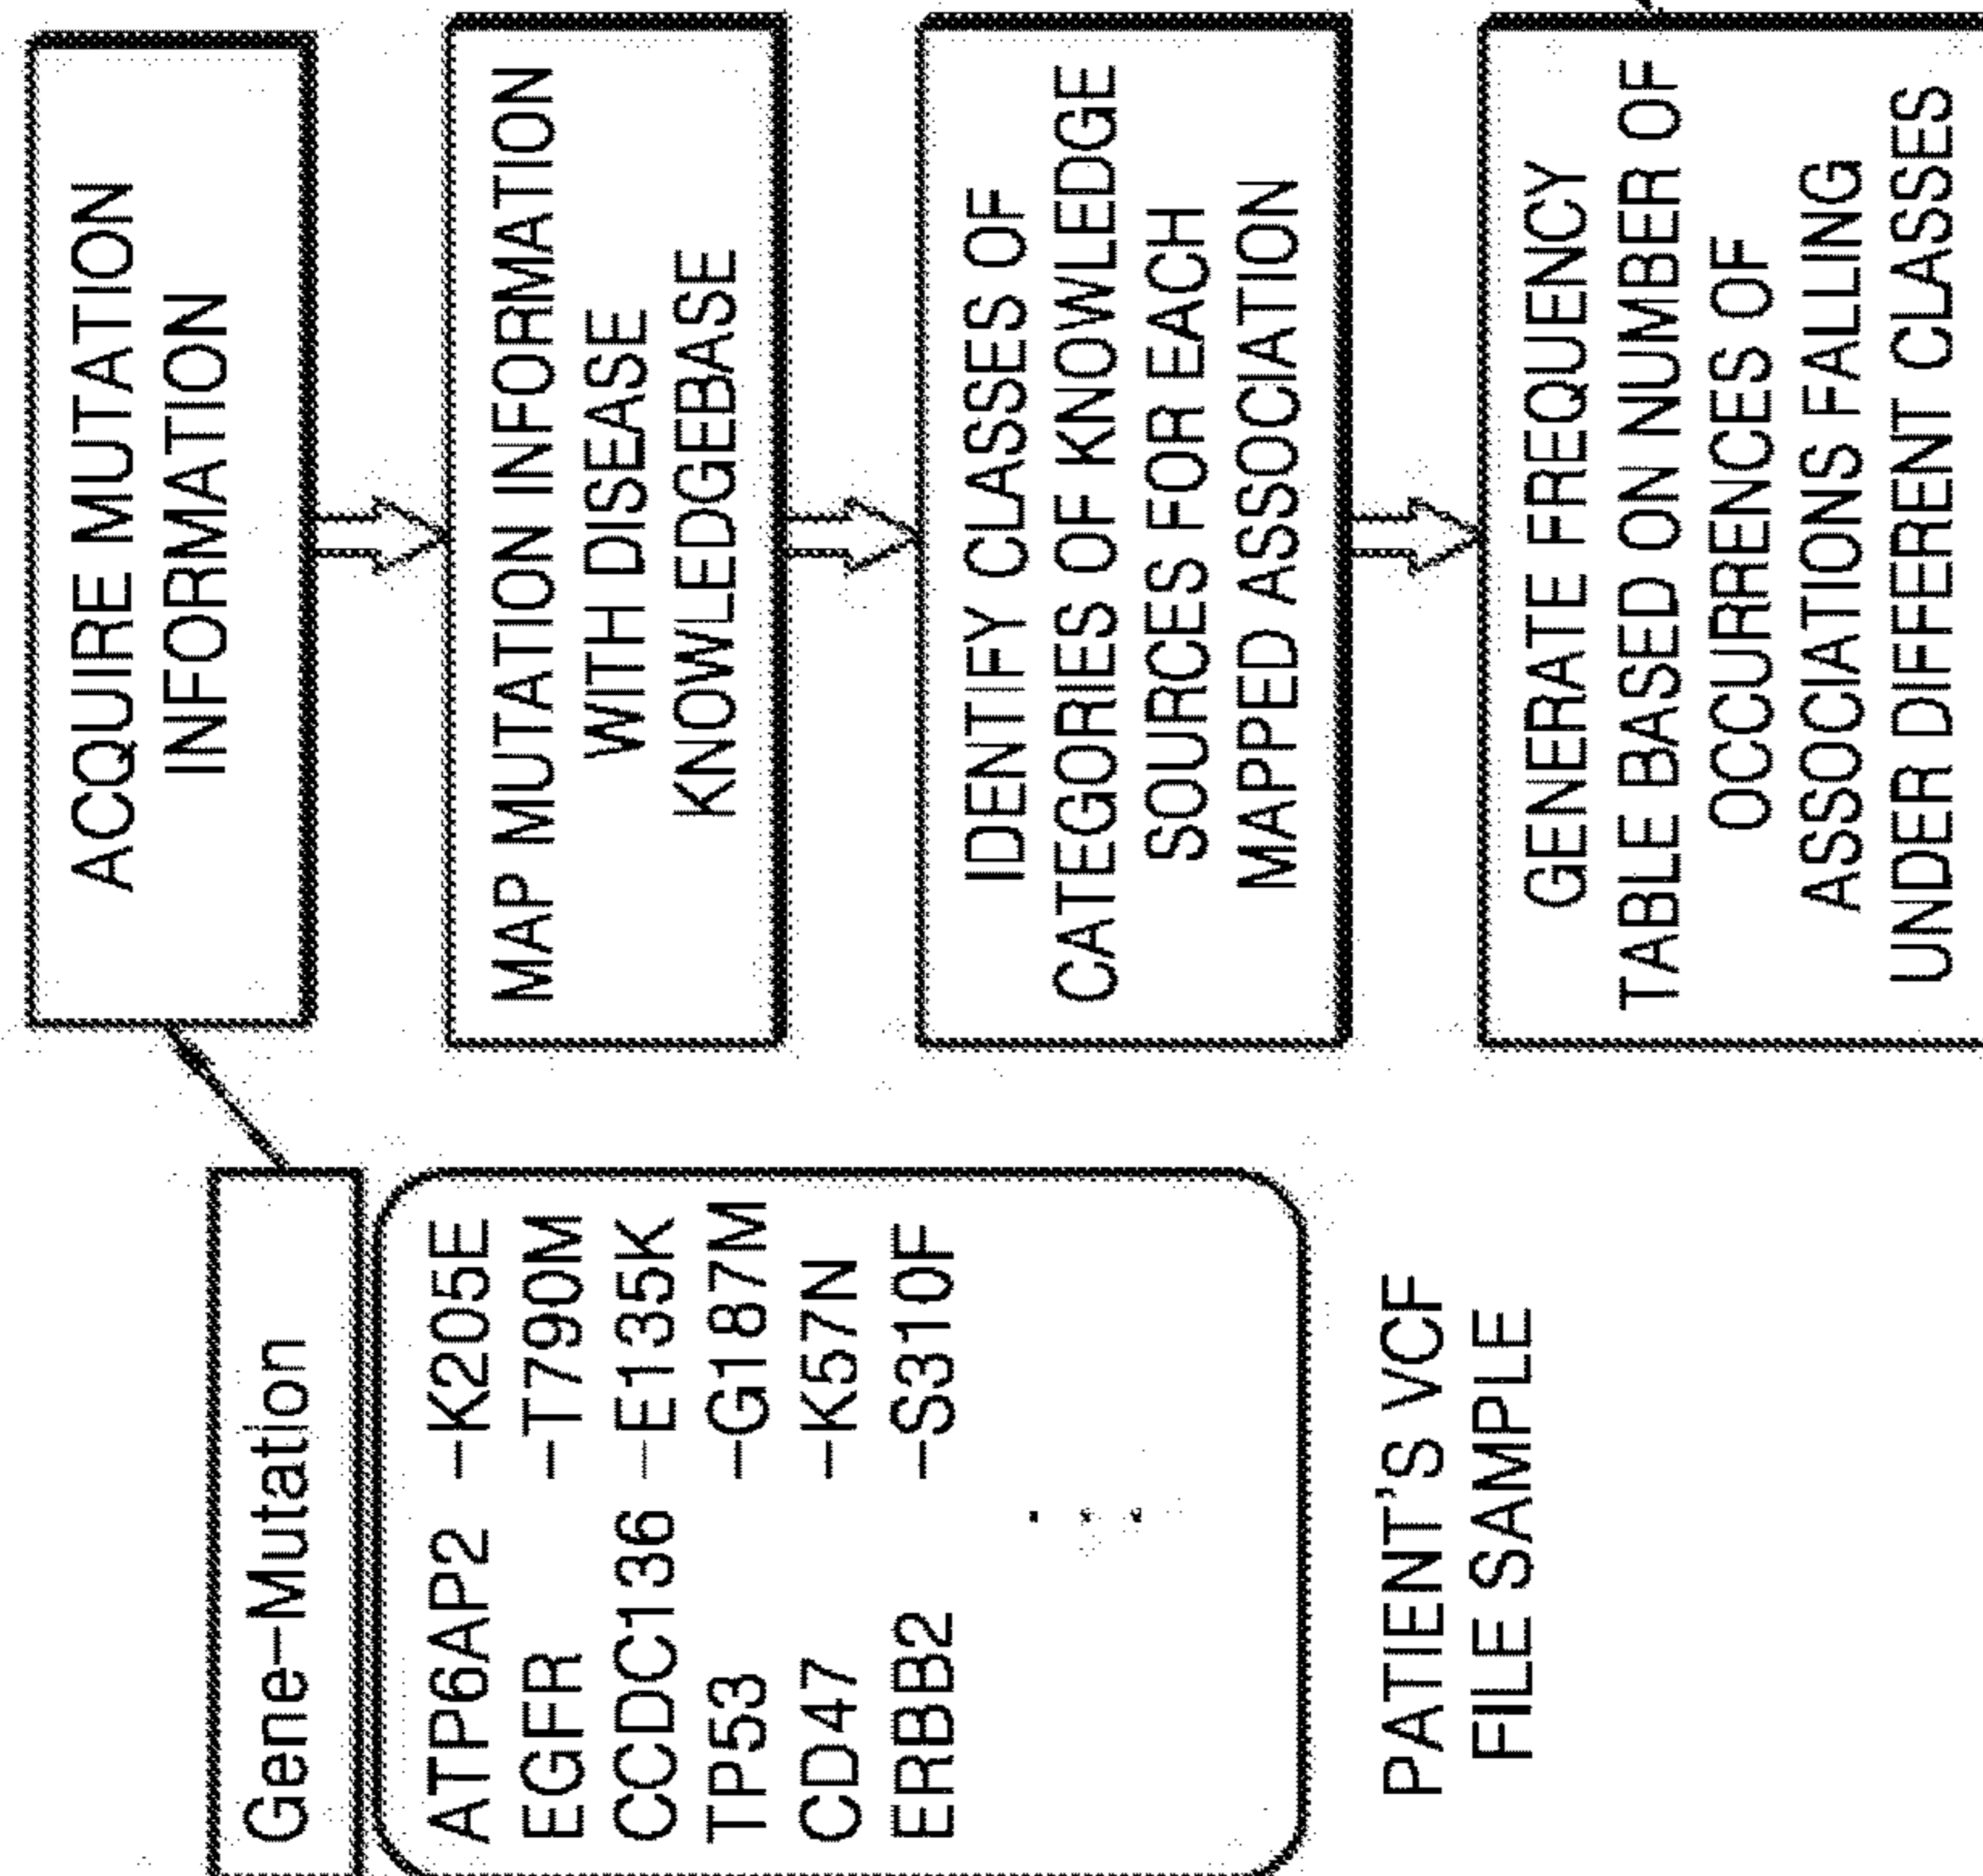 Gene-Mutation
ATP6AP2 -K205E
EGFR -T790M
CCDC136 -E135K
TP53 -G187M
CD47 -K57N
ERBB2 -S310F
PATIENT'S VCF
FILE SAMPLE
ACQUIRE MUTATION
INFORMATION
MAP MUTATION INFORMATION
WITH DISEASE
KNOWLEDGEBASE
IDENTIFY CLASSES OF
CATEGORIES OF KNOWLEDGE
SOURCES FOR EACH
MAPPED ASSOCIATION
GENERATE FREQUENCY
TABLE BASED ON NUMBER OF
OCCURRENCES OF
ASSOCIATIONS FALLING
UNDER DIFFERENT CLASSES